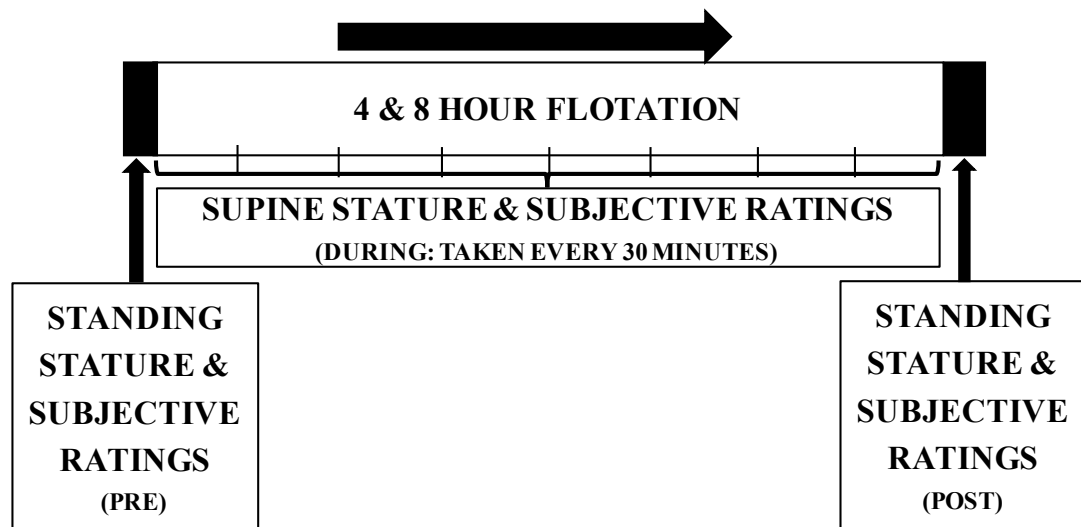 4 & 8 HOUR FLOTATION
SUPINE STATURE & SUBJECTIVE RATINGS
(DURING: TAKEN EVERY 30 MINUTES)
STANDING
STATURE &
SUBJECTIVE
RATINGS
(PRE)
STANDING
STATURE &
SUBJECTIVE
RATINGS
(POST)